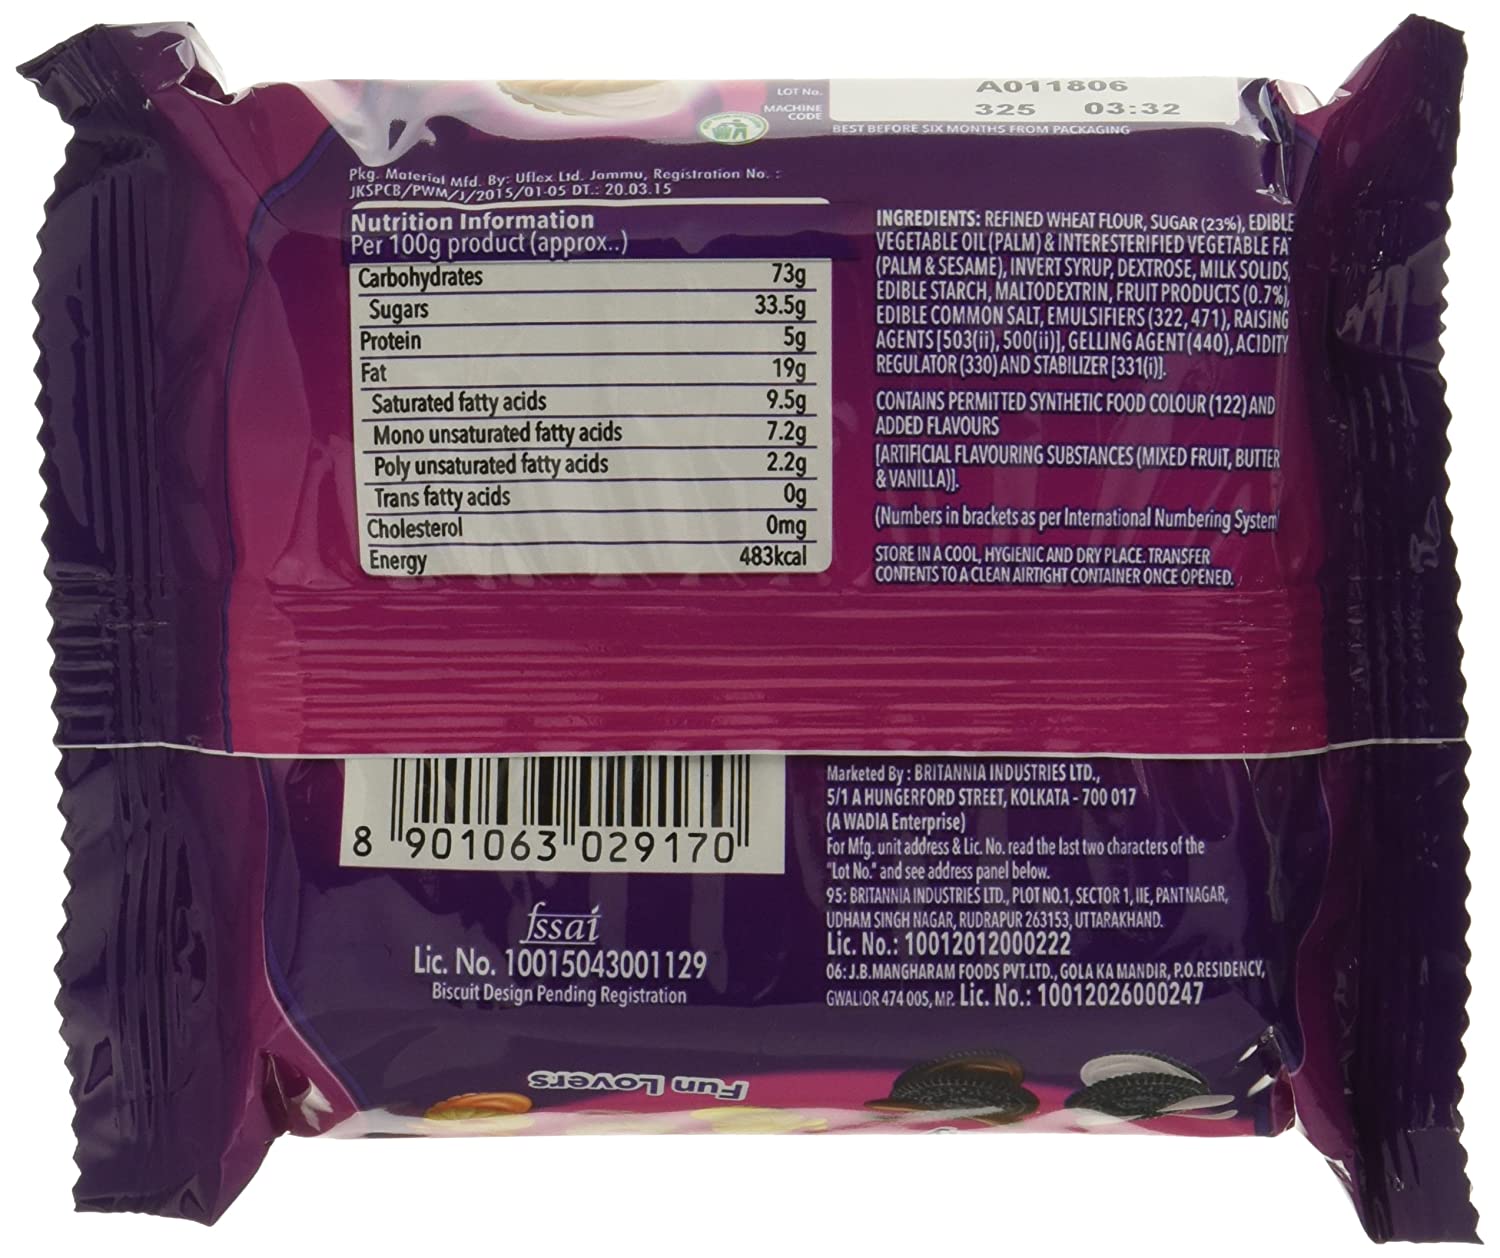 LOT No.
A011806
MACHINE
CODE
325 03:32
BEST BEFORE SIX MONTHS FROM PACKAGING
Pkg. Material Mfd. By: Uflex Ltd. Jammu, Registration No. :
JKSPCB/PWM/J/2015/01-05 DT.: 20.03.15
Nutrition Information
Per 100g product (approx..)
Carbohydrates 73g
Sugars 33.5g
Protein 5g
Fat 19g
Saturated fatty acids 9.5g
Mono unsaturated fatty acids 7.2g
Poly unsaturated fatty acids 2.2g
Trans fatty acids 0g
Cholesterol 0mg
Energy 483kcal
INGREDIENTS: REFINED WHEAT FLOUR, SUGAR (23%), EDIBLE
VEGETABLE OIL (PALM) & INTERESTERIFIED VEGETABLE FA
(PALM & SESAME), INVERT SYRUP, DEXTROSE, MILK SOLIDS,
EDIBLE STARCH, MALTODEXTRIN, FRUIT PRODUCTS (0.7%),
EDIBLE COMMON SALT, EMULSIFIERS (322, 471), RAISING
AGENTS [503(ii), 500(ii)], GELLING AGENT (440), ACIDITY
REGULATOR (330) AND STABILIZER [331(i)].
CONTAINS PERMITTED SYNTHETIC FOOD COLOUR (122) AND
ADDED FLAVOURS
[ARTIFICIAL FLAVOURING SUBSTANCES (MIXED FRUIT, BUTTER
& VANILLA)].
(Numbers in brackets as per International Numbering System
STORE IN A COOL, HYGIENIC AND DRY PLACE. TRANSFER
CONTENTS TO A CLEAN AIRTIGHT CONTAINER ONCE OPENED.
8 901063 029170
fssai
Lic. No. 10015043001129
Biscuit Design Pending Registration
Marketed By : BRITANNIA INDUSTRIES LTD.,
5/1 A HUNGERFORD STREET, KOLKATA - 700 017
(A WADIA Enterprise)
For Mfg. unit address & Lic. No. read the last two characters of the
"Lot No." and see address panel below.
95: BRITANNIA INDUSTRIES LTD., PLOT NO.1, SECTOR 1, IIE, PANTNAGAR,
UDHAM SINGH NAGAR, RUDRAPUR 263153, UTTARAKHAND.
Lic. No.: 10012012000222
06: J.B.MANGHARAM FOODS PVT.LTD., GOLA KA MANDIR, P.O.RESIDENCY,
GWALIOR 474 005, MP. Lic. No.: 10012026000247
Fun Lovers